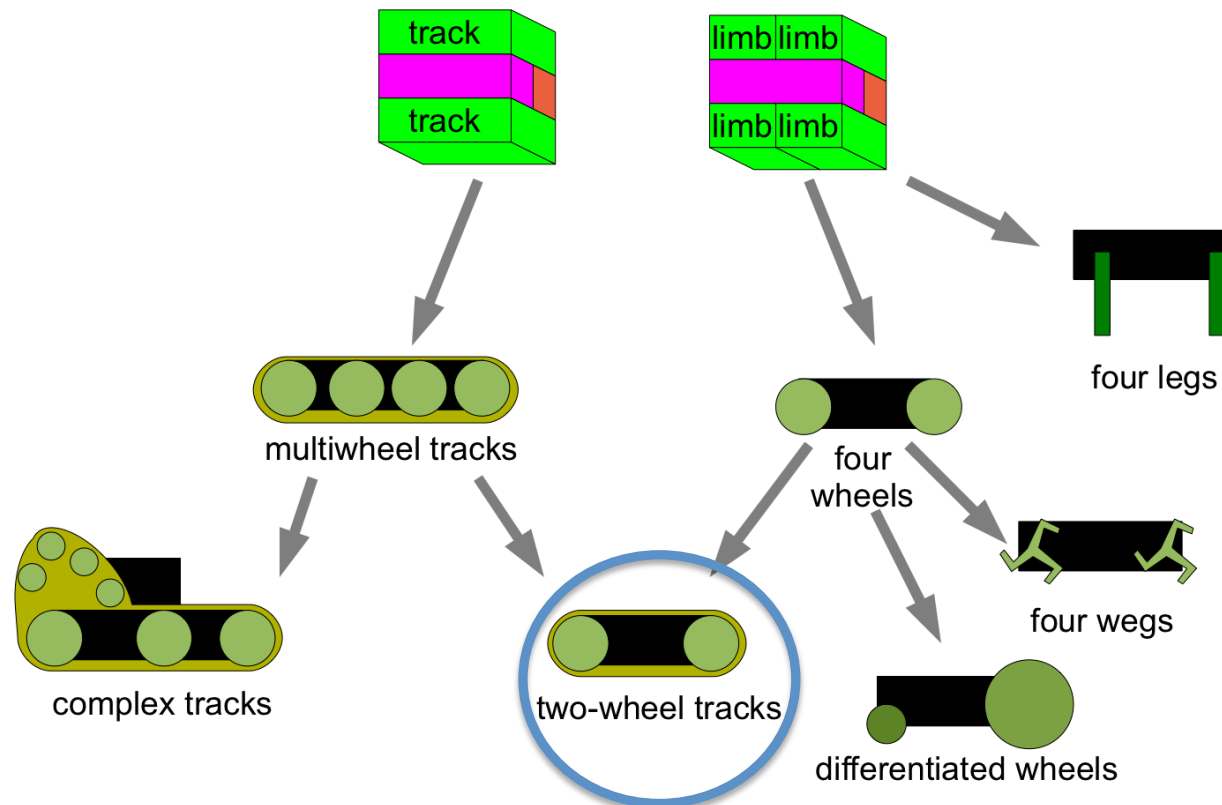 track
track
limb limb
limb limb
four legs
multiwheel tracks
four
wheels
four wegs
complex tracks
two-wheel tracks
differentiated wheels